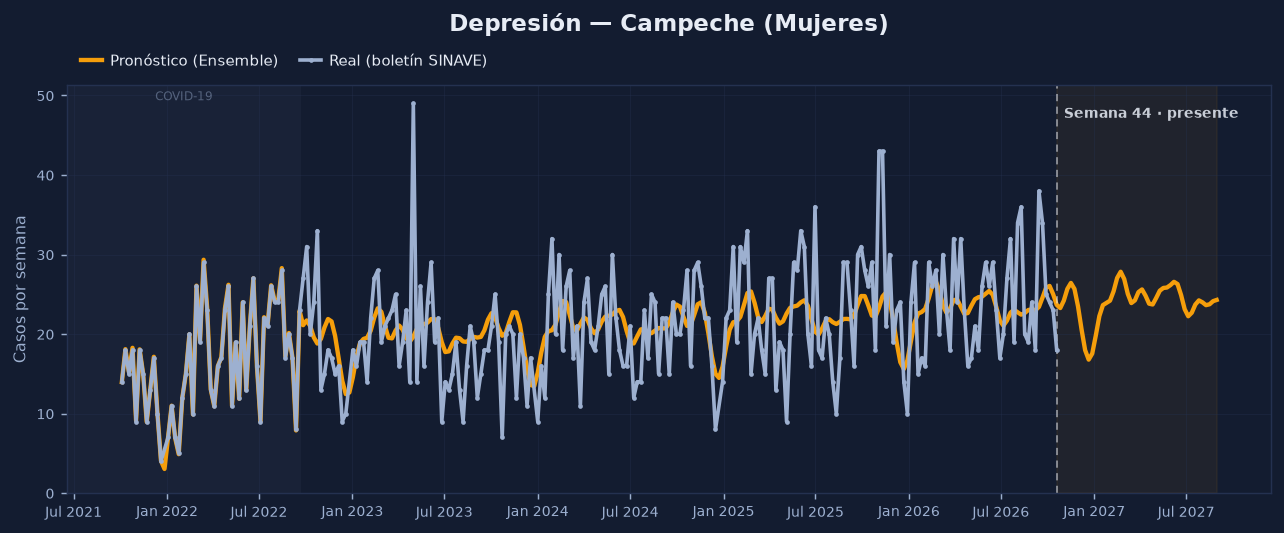 Depresión — Campeche (Mujeres)
Pronóstico (Ensemble)
Real (boletín SINAVE)
COVID-19
Semana 44 · presente
Casos por semana
50
40
30
20
10
0
Jul 2021
Jan 2022
Jul 2022
Jan 2023
Jul 2023
Jan 2024
Jul 2024
Jan 2025
Jul 2025
Jan 2026
Jul 2026
Jan 2027
Jul 2027